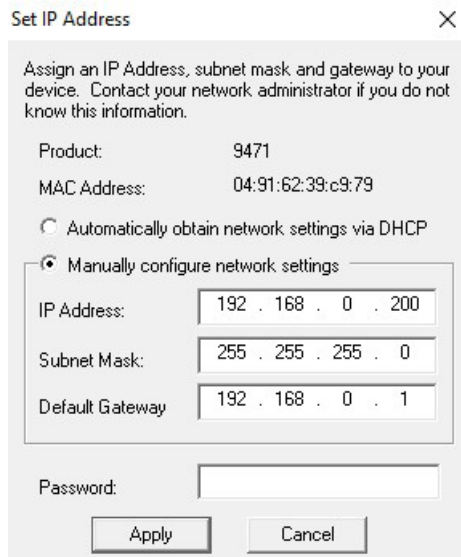 Set IP Address
Assign an IP Address, subnet mask and gateway to your
device. Contact your network administrator if you do not
know this information.
Product: 9471
MAC Address: 04:91:62:39:c9:79
Automatically obtain network settings via DHCP
Manually configure network settings
IP Address: 192 . 168 . 0 . 200
Subnet Mask: 255 . 255 . 255 . 0
Default Gateway 192 . 168 . 0 . 1
Password:
Apply Cancel